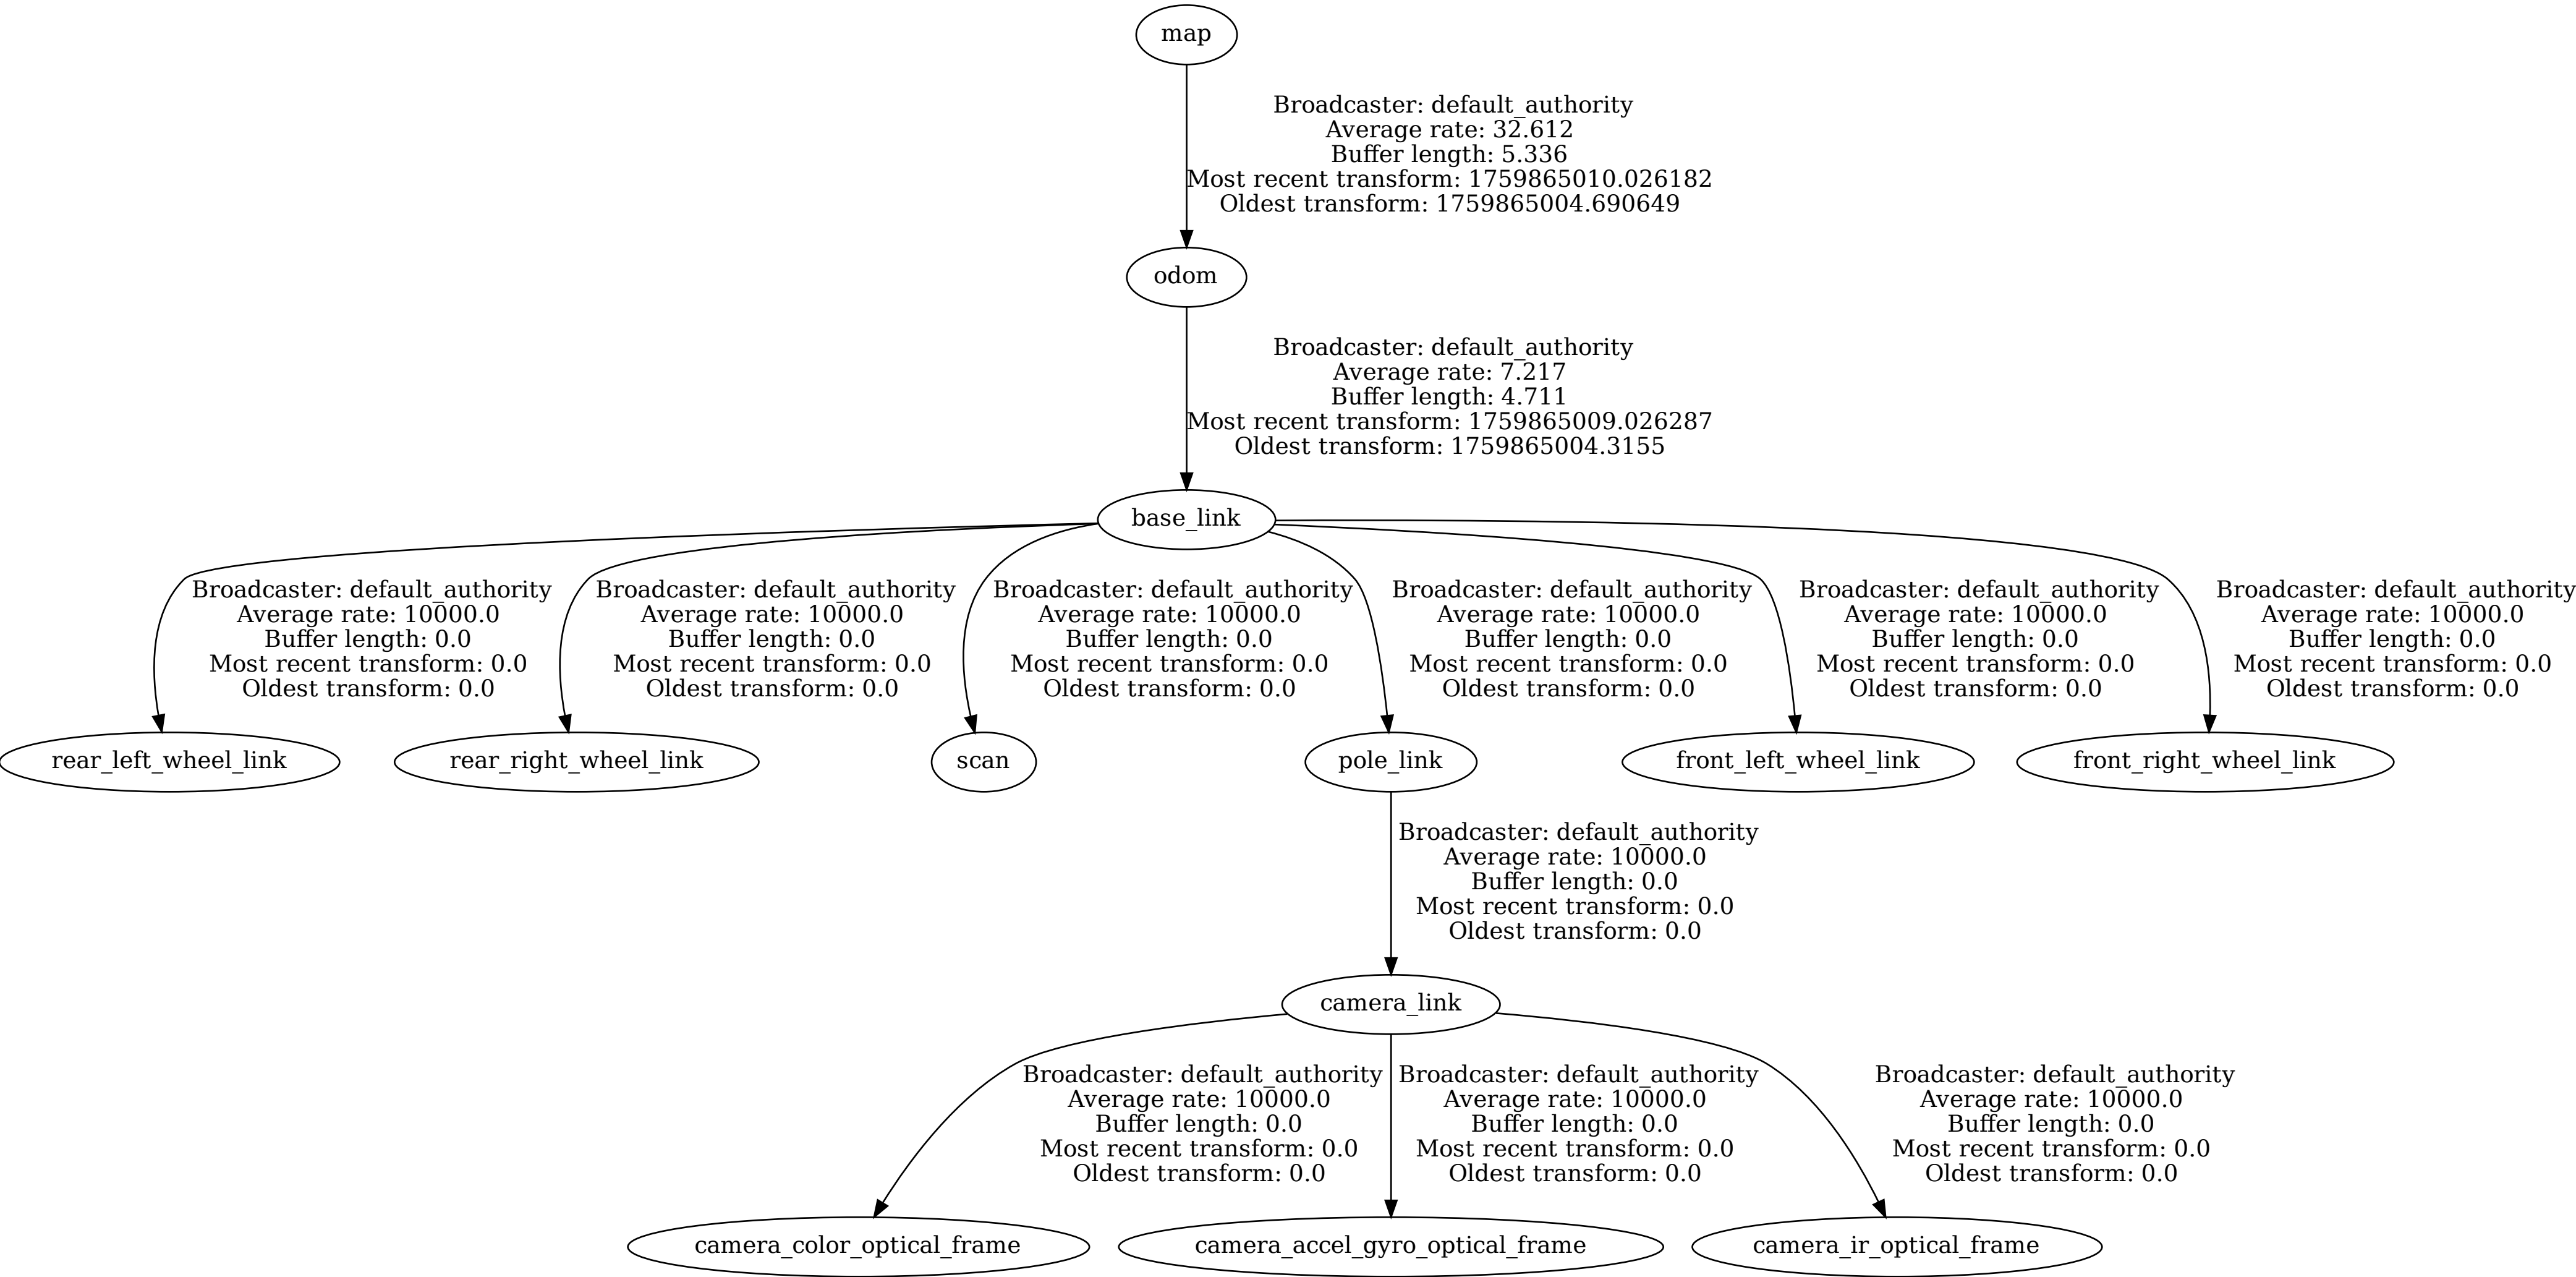 map
Broadcaster: default_authority
Average rate: 32.612
Buffer length: 5.336
Most recent transform: 1759865010.026182
Oldest transform: 1759865004.690649
odom
Broadcaster: default_authority
Average rate: 7.217
Buffer length: 4.711
Most recent transform: 1759865009.026287
Oldest transform: 1759865004.3155
base_link
Broadcaster: default_authority
Average rate: 10000.0
Buffer length: 0.0
Most recent transform: 0.0
Oldest transform: 0.0
Broadcaster: default_authority
Average rate: 10000.0
Buffer length: 0.0
Most recent transform: 0.0
Oldest transform: 0.0
Broadcaster: default_authority
Average rate: 10000.0
Buffer length: 0.0
Most recent transform: 0.0
Oldest transform: 0.0
Broadcaster: default_authority
Average rate: 10000.0
Buffer length: 0.0
Most recent transform: 0.0
Oldest transform: 0.0
Broadcaster: default_authority
Average rate: 10000.0
Buffer length: 0.0
Most recent transform: 0.0
Oldest transform: 0.0
Broadcaster: default_authority
Average rate: 10000.0
Buffer length: 0.0
Most recent transform: 0.0
Oldest transform: 0.0
rear_left_wheel_link
rear_right_wheel_link
scan
pole_link
front_left_wheel_link
front_right_wheel_link
Broadcaster: default_authority
Average rate: 10000.0
Buffer length: 0.0
Most recent transform: 0.0
Oldest transform: 0.0
camera_link
Broadcaster: default_authority
Average rate: 10000.0
Buffer length: 0.0
Most recent transform: 0.0
Oldest transform: 0.0
Broadcaster: default_authority
Average rate: 10000.0
Buffer length: 0.0
Most recent transform: 0.0
Oldest transform: 0.0
Broadcaster: default_authority
Average rate: 10000.0
Buffer length: 0.0
Most recent transform: 0.0
Oldest transform: 0.0
camera_color_optical_frame
camera_accel_gyro_optical_frame
camera_ir_optical_frame